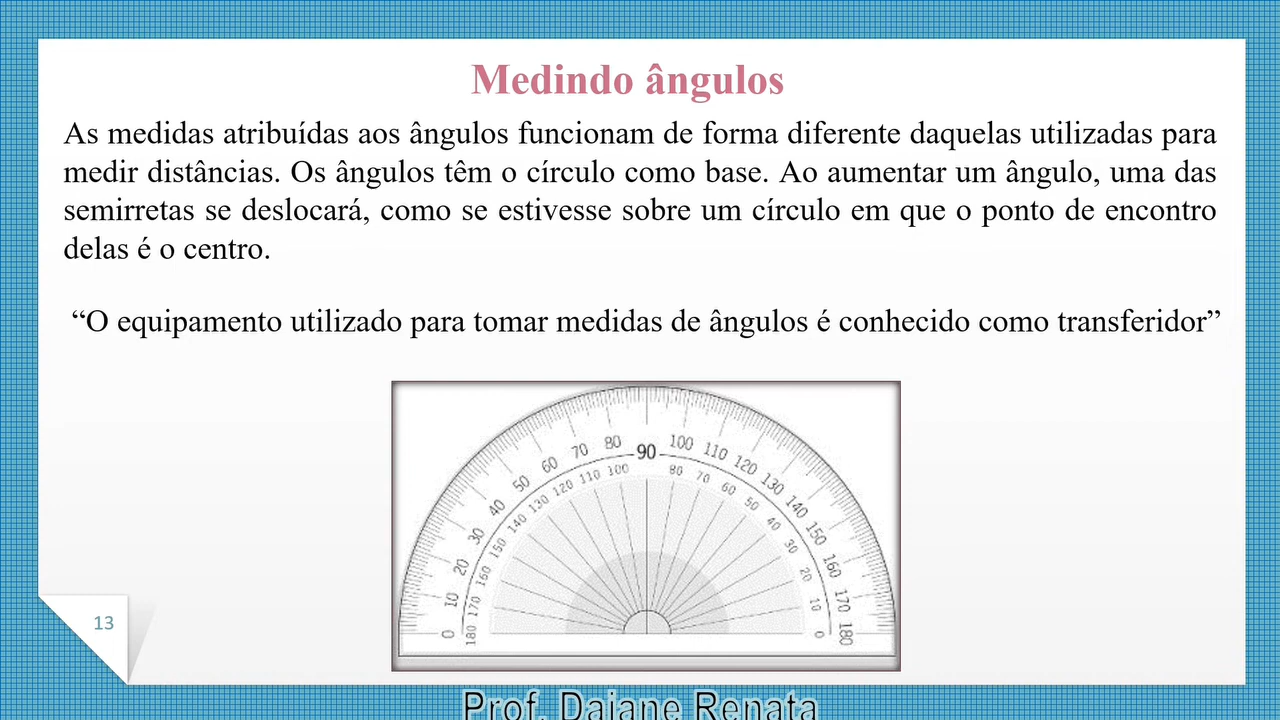 Medindo ângulos
As medidas atribuídas aos ângulos funcionam de forma diferente daquelas utilizadas para
medir distâncias. Os ângulos têm o círculo como base. Ao aumentar um ângulo, uma das
semirretas se deslocará, como se estivesse sobre um círculo em que o ponto de encontro
delas é o centro.
“O equipamento utilizado para tomar medidas de ângulos é conhecido como transferidor”
0 10 20 30 40 50 60 70 80 90 100 110 120 130 140 150 160 170 180
180 170 160 150 140 130 120 110 100 80 70 60 50 40 30 20 10 0
13
Prof. Daiane Renata